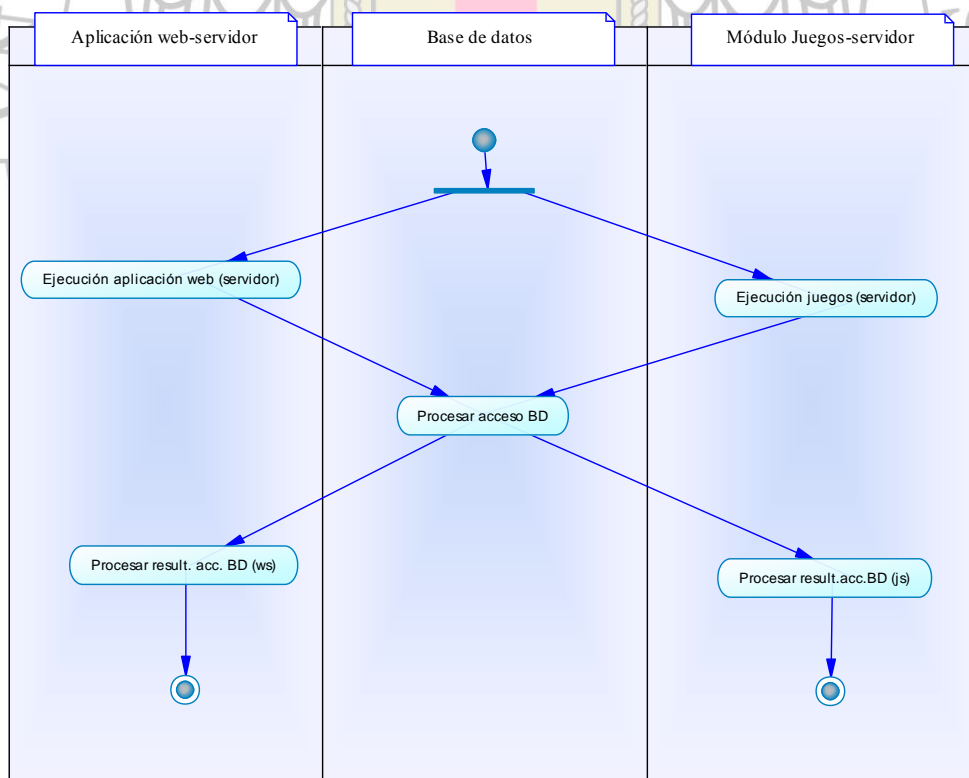 Aplicación web-servidor
Base de datos
Módulo Juegos-servidor
Ejecución aplicación web (servidor)
Ejecución juegos (servidor)
Procesar acceso BD
Procesar result. acc. BD (ws)
Procesar result.acc.BD (js)